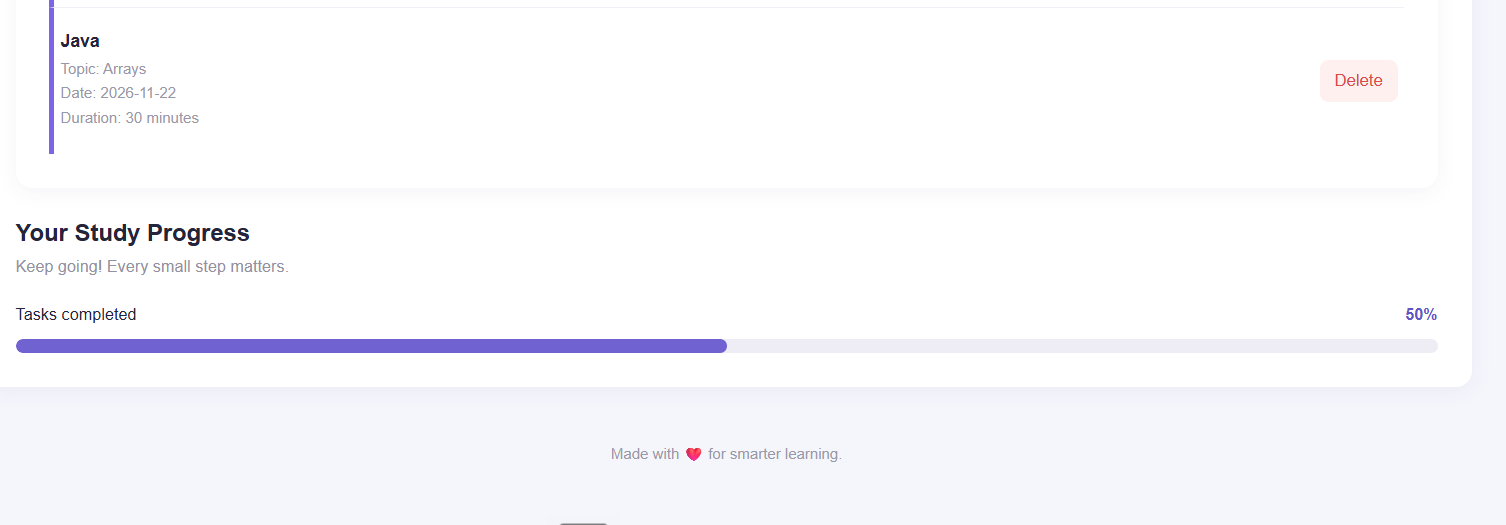 Java
Topic: Arrays
Date: 2026-11-22
Duration: 30 minutes
Delete
Your Study Progress
Keep going! Every small step matters.
Tasks completed
50%
Made with ❤️ for smarter learning.